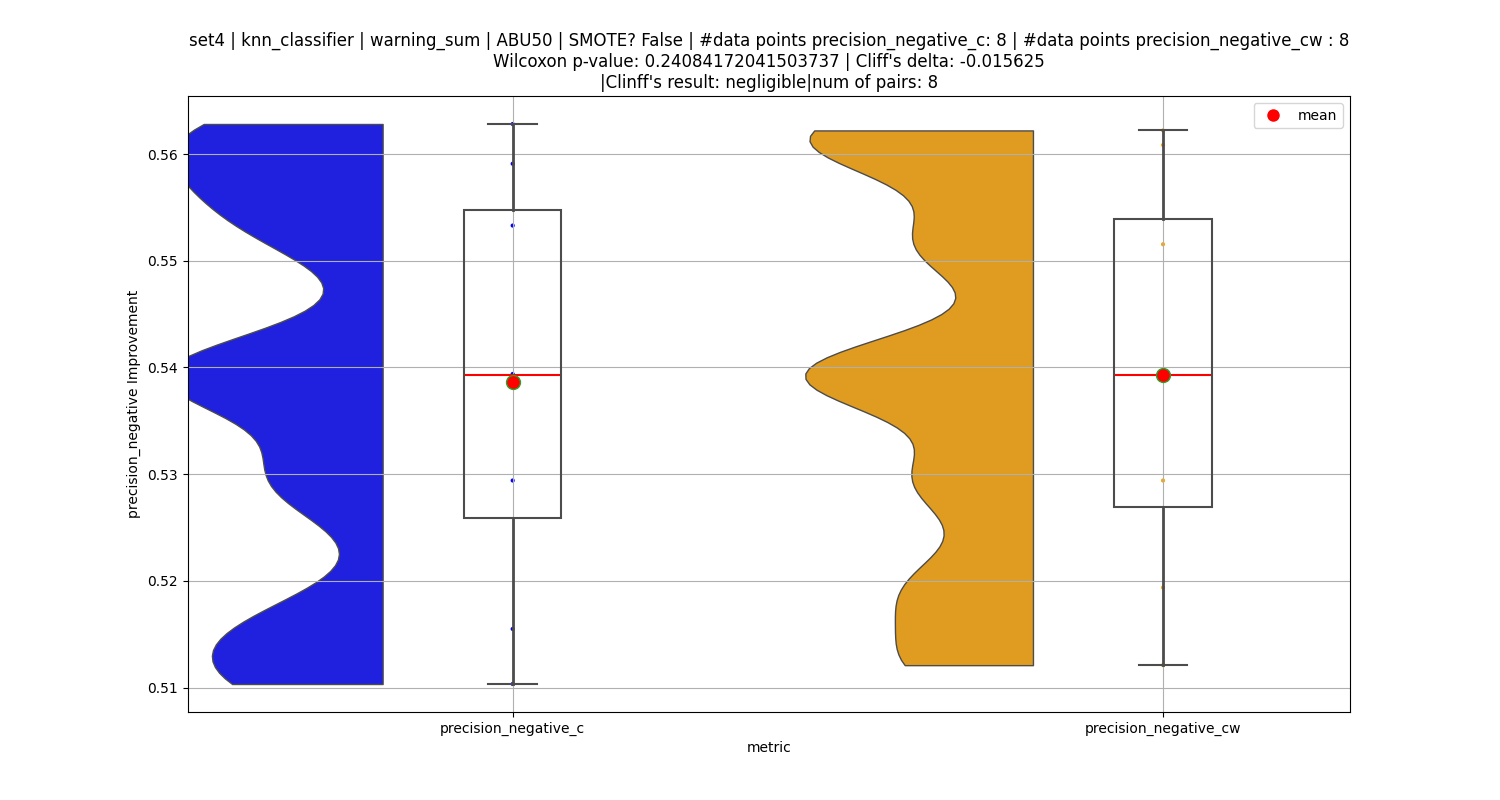 set4 | knn_classifier | warning_sum | ABU50 | SMOTE? False | #data points precision_negative_c: 8 | #data points precision_negative_cw : 8
Wilcoxon p-value: 0.24084172041503737 | Cliff's delta: -0.015625
|Clinff's result: negligible|num of pairs: 8
mean
0.56
0.55
0.54
0.53
0.52
0.51
precision_negative Improvement
precision_negative_c
precision_negative_cw
metric